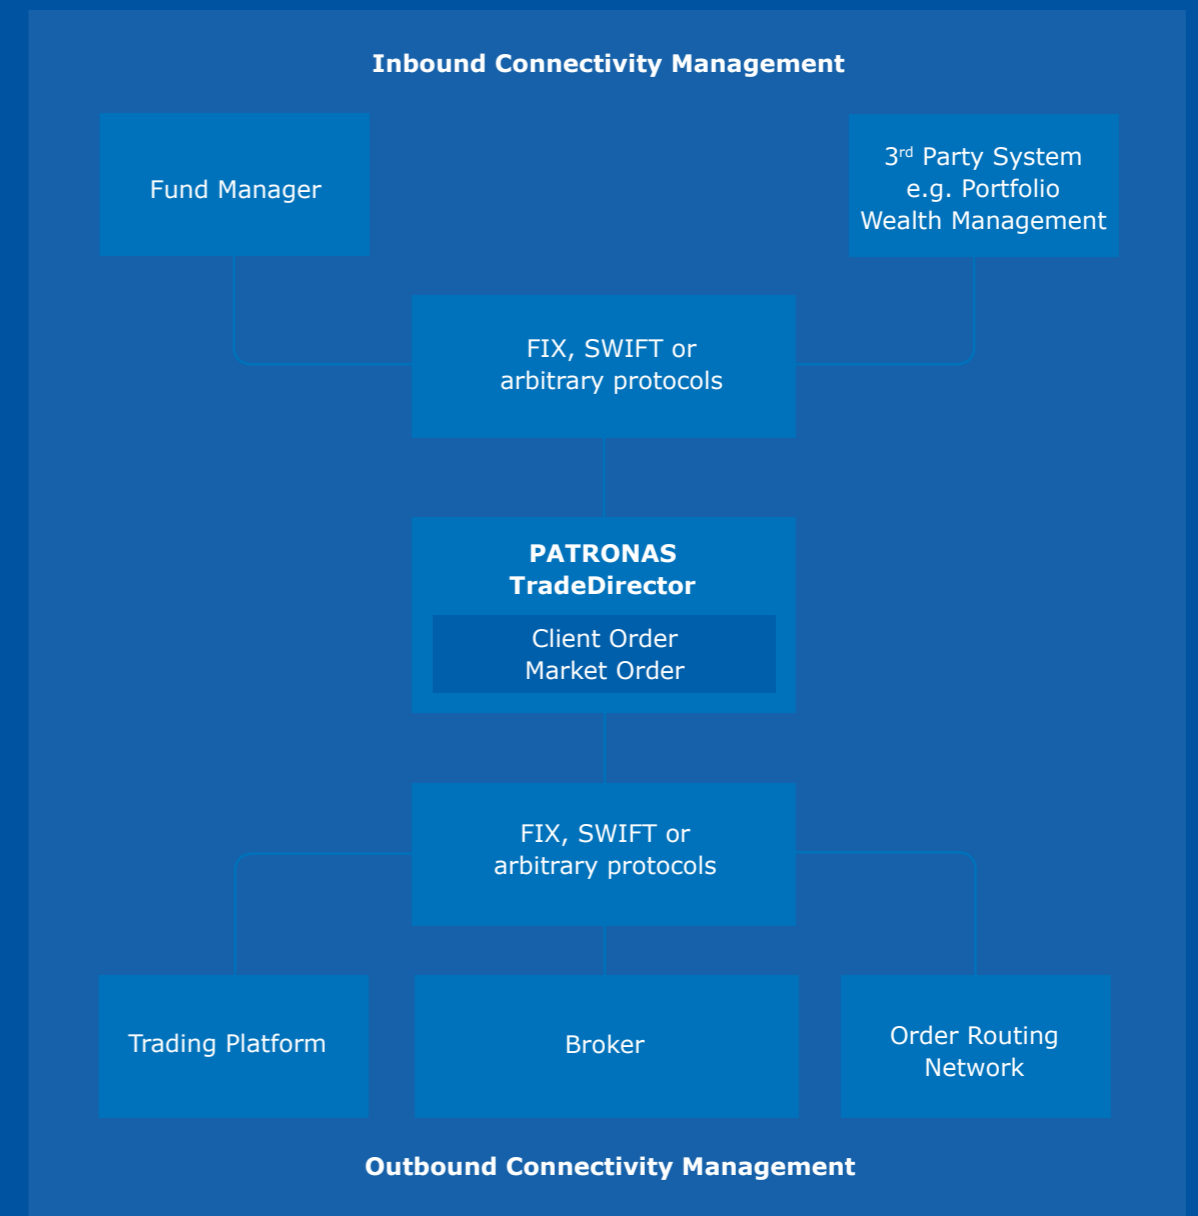 Inbound Connectivity Management
Fund Manager
3rd Party System
e.g. Portfolio
Wealth Management
FIX, SWIFT or
arbitrary protocols
PATRONAS
TradeDirector
Client Order
Market Order
FIX, SWIFT or
arbitrary protocols
Trading Platform
Broker
Order Routing
Network
Outbound Connectivity Management